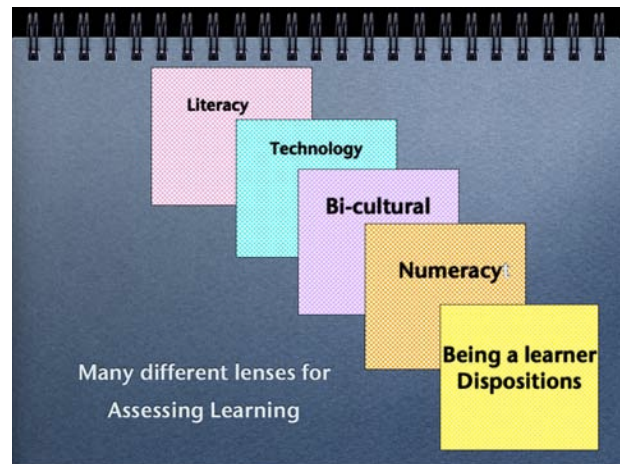 Literacy
Technology
Bi-cultural
Numeracy
Being a learner
Dispositions
Many different lenses for
Assessing Learning